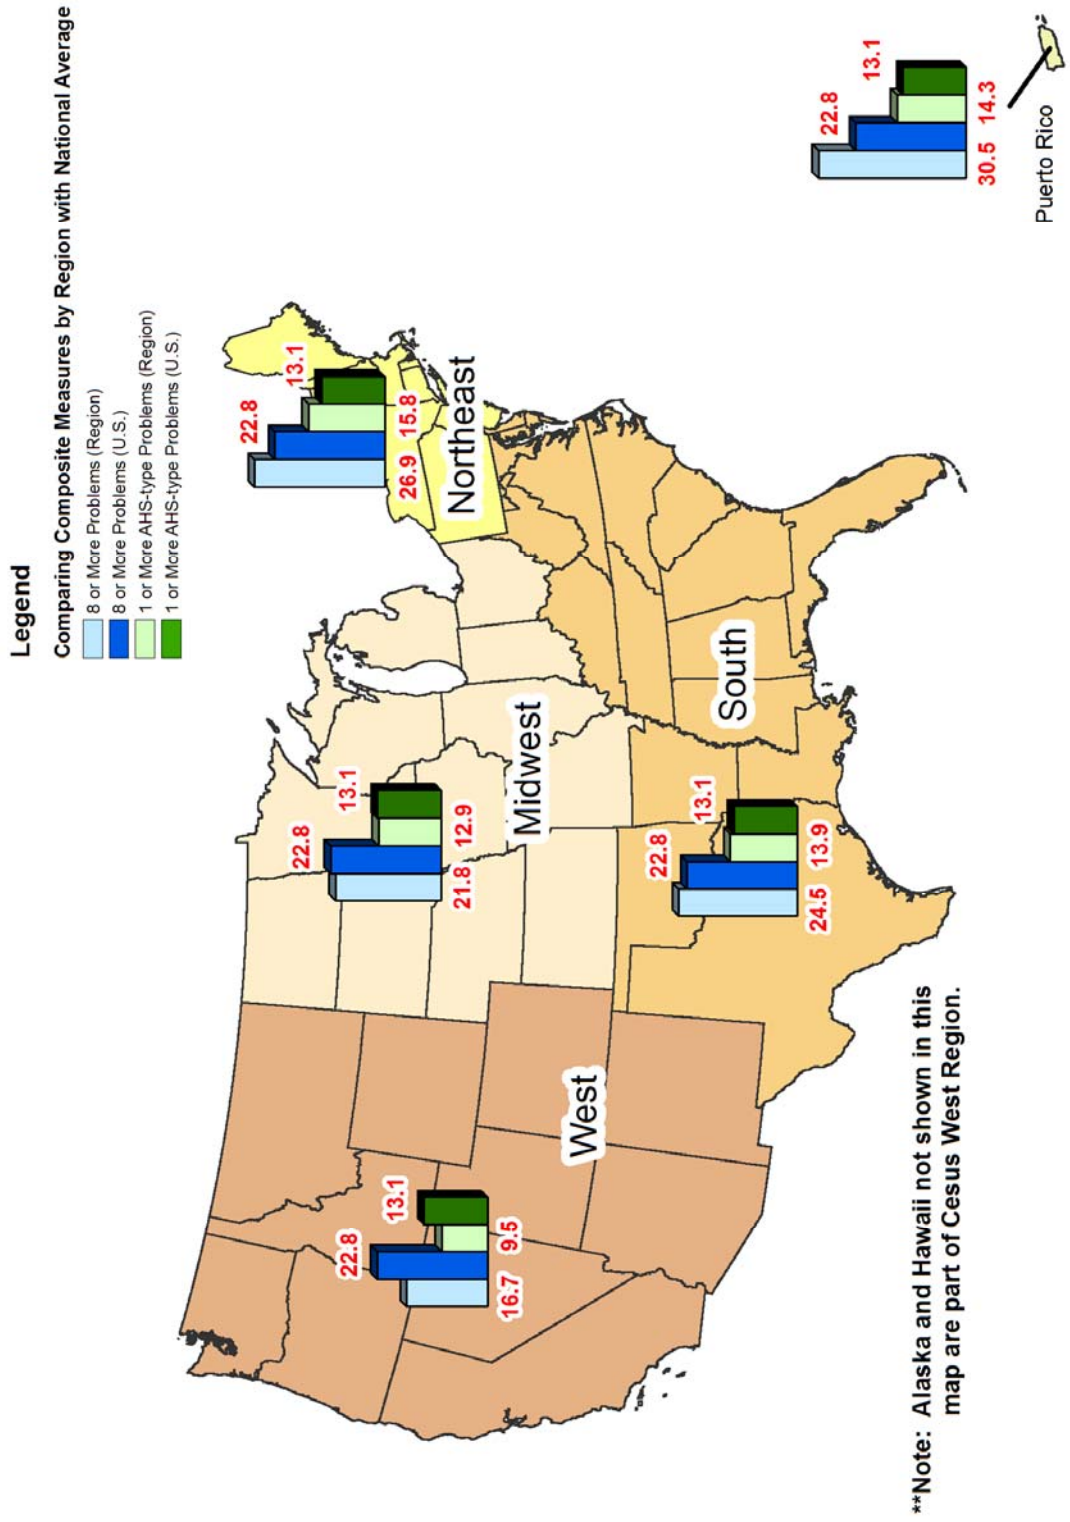 Legend
Comparing Composite Measures by Region with National Average
8 or More Problems (Region)
8 or More Problems (U.S.)
1 or More AHS-type Problems (Region)
1 or More AHS-type Problems (U.S.)
22.8
13.1
16.7
9.5
West
22.8
13.1
21.8
12.9
Midwest
22.8
13.1
26.9
15.8
Northeast
22.8
13.1
24.5
13.9
South
22.8
13.1
30.5
14.3
Puerto Rico
**Note: Alaska and Hawaii not shown in this
map are part of Cesus West Region.